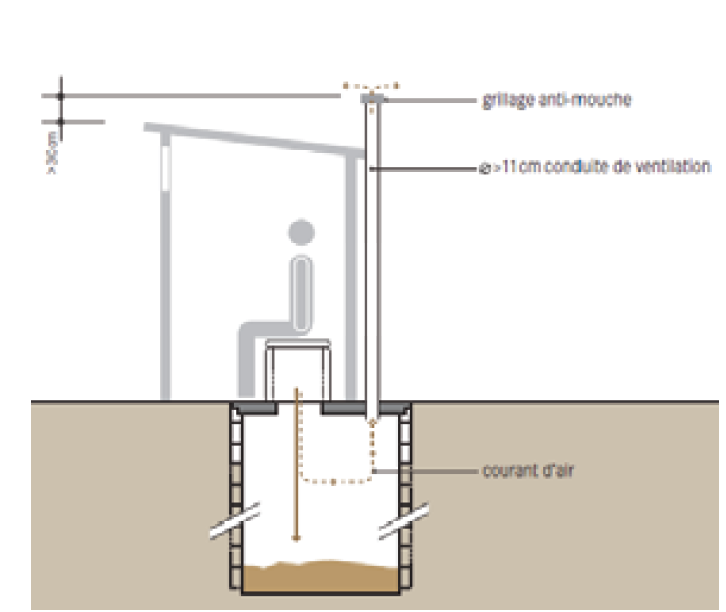 grillage anti-mouche
ø>11cm conduite de ventilation
>30cm
courant d'air